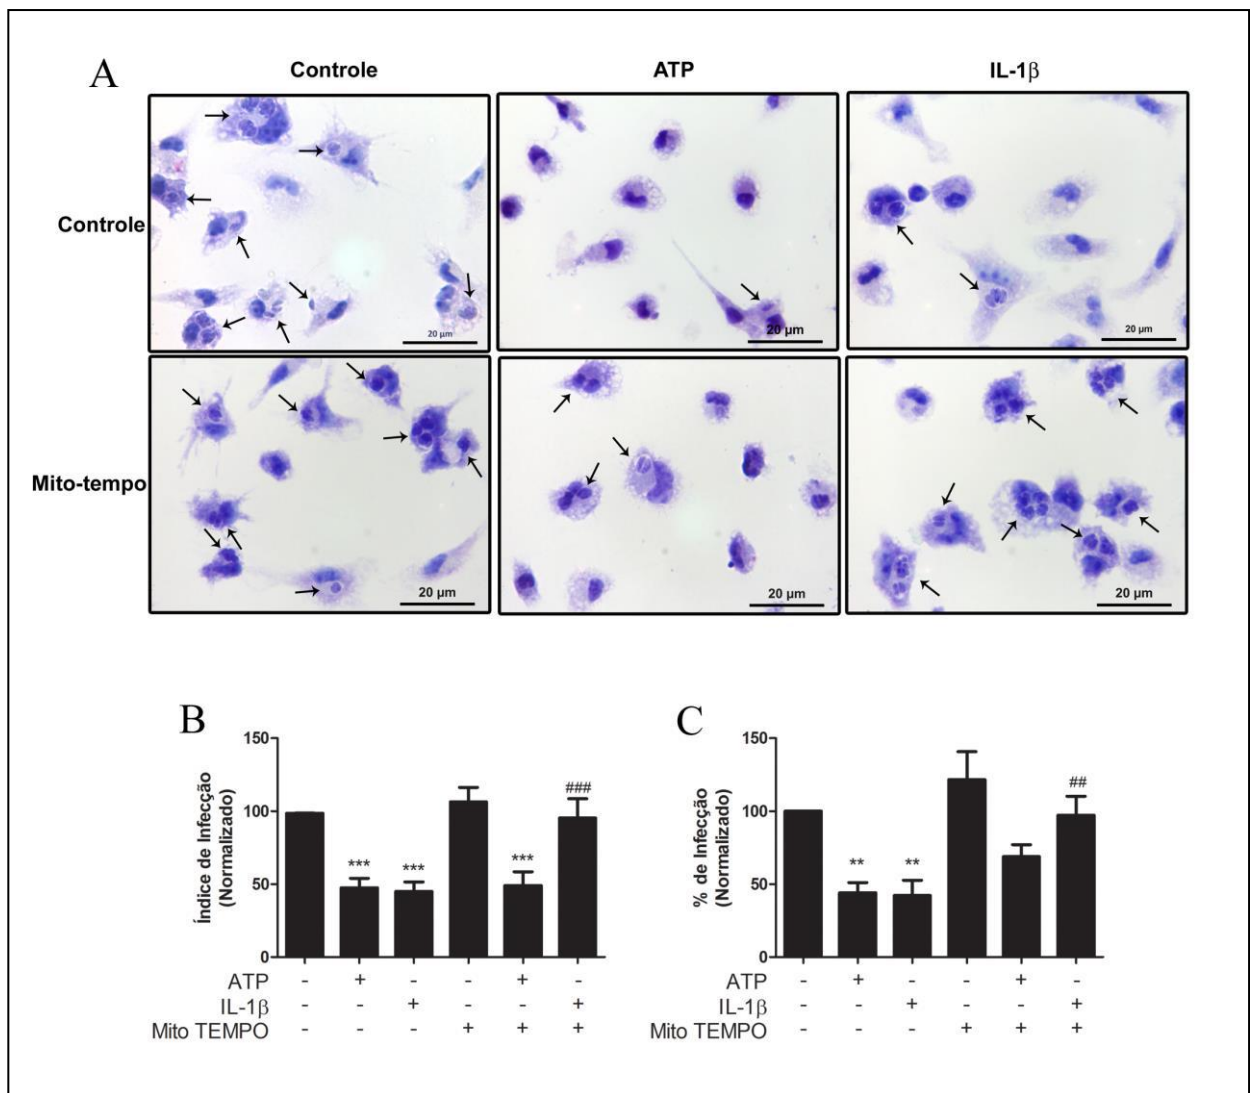 A
Controle ATP IL-1β
Controle
20 µm 20 µm 20 µm
Mito-tempo
20 µm 20 µm 20 µm
B
Índice de Infecção
(Normalizado)
150
100
50
0
*** *** *** ###
ATP - + - - + -
IL-1β - - + - - +
Mito TEMPO - - - + + +
C
% de Infecção
(Normalizado)
150
100
50
0
** ** ##
ATP - + - - + -
IL-1β - - + - - +
Mito TEMPO - - - + + +